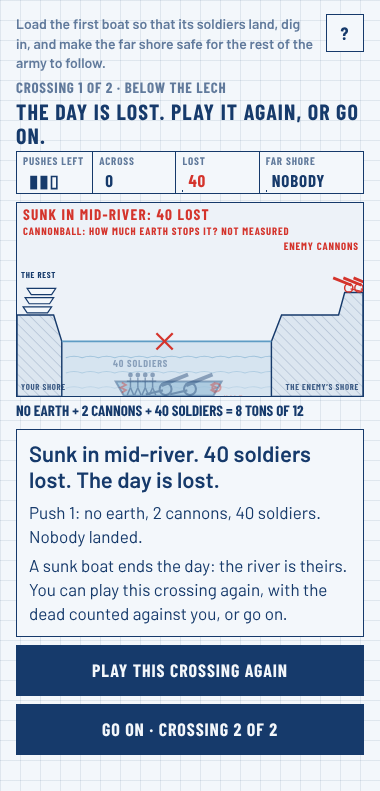 Load the first boat so that its soldiers land, dig
in, and make the far shore safe for the rest of the
army to follow.
?
CROSSING 1 OF 2 · BELOW THE LECH
THE DAY IS LOST. PLAY IT AGAIN, OR GO
ON.
PUSHES LEFT
ACROSS
0
LOST
40
FAR SHORE
NOBODY
SUNK IN MID-RIVER: 40 LOST
CANNONBALL: HOW MUCH EARTH STOPS IT? NOT MEASURED
ENEMY CANNONS
THE REST
40 SOLDIERS
YOUR SHORE
THE ENEMY'S SHORE
NO EARTH + 2 CANNONS + 40 SOLDIERS = 8 TONS OF 12
Sunk in mid-river. 40 soldiers
lost. The day is lost.
Push 1: no earth, 2 cannons, 40 soldiers.
Nobody landed.
A sunk boat ends the day: the river is theirs.
You can play this crossing again, with the
dead counted against you, or go on.
PLAY THIS CROSSING AGAIN
GO ON · CROSSING 2 OF 2